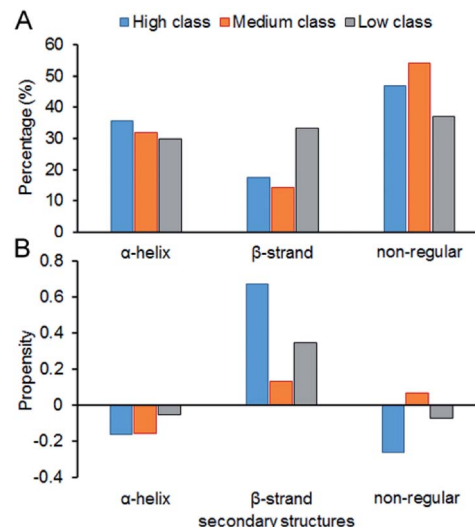 A
High class Medium class Low class
Percentage (%)
60
50
40
30
20
10
0
α-helix β-strand non-regular
B
Propensity
0.8
0.6
0.4
0.2
0
-0.2
-0.4
α-helix β-strand non-regular
secondary structures